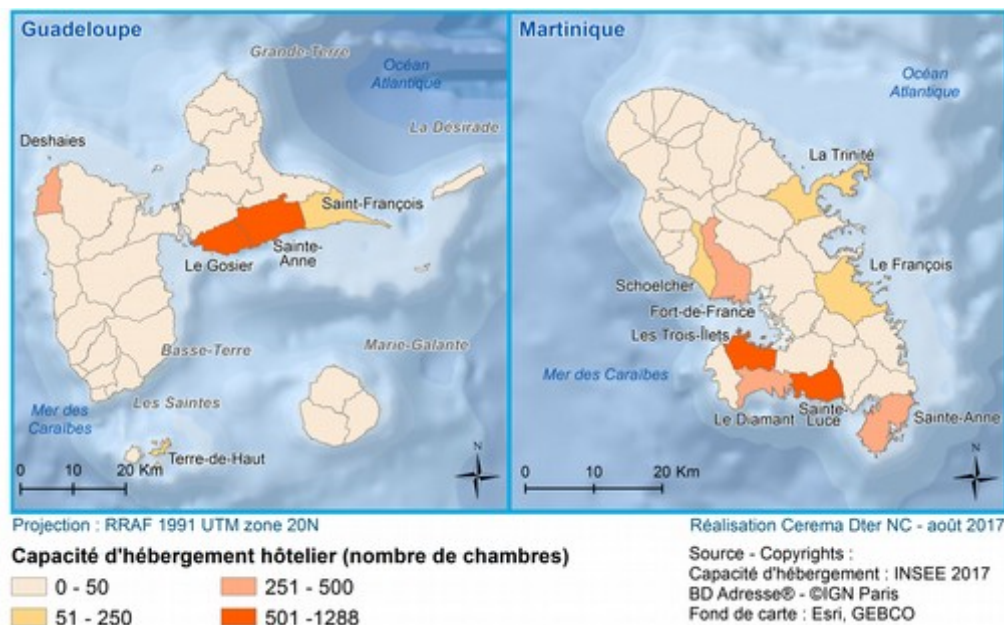 Guadeloupe
Grande-Terre
Océan
Atlantique
La Désirade
Deshaies
Saint-François
Sainte-
Anne
Le Gosier
Basse-Terre
Marie-Galante
Les Saintes
Mer des
Caraïbes
Terre-de-Haut
0 10 20 Km
N
Martinique
Océan
Atlantique
La Trinité
Le François
Schoelcher
Fort-de-France
Les Trois-Îlets
Mer des Caraïbes
Le Diamant
Sainte-
Luce
Sainte-Anne
0 10 20 Km
N
Projection : RRAF 1991 UTM zone 20N
Réalisation Cerema Dter NC - août 2017
Capacité d'hébergement hôtelier (nombre de chambres)
0 - 50
51 - 250
251 - 500
501 -1288
Source - Copyrights :
Capacité d'hébergement : INSEE 2017
BD Adresse® - ©IGN Paris
Fond de carte : Esri, GEBCO